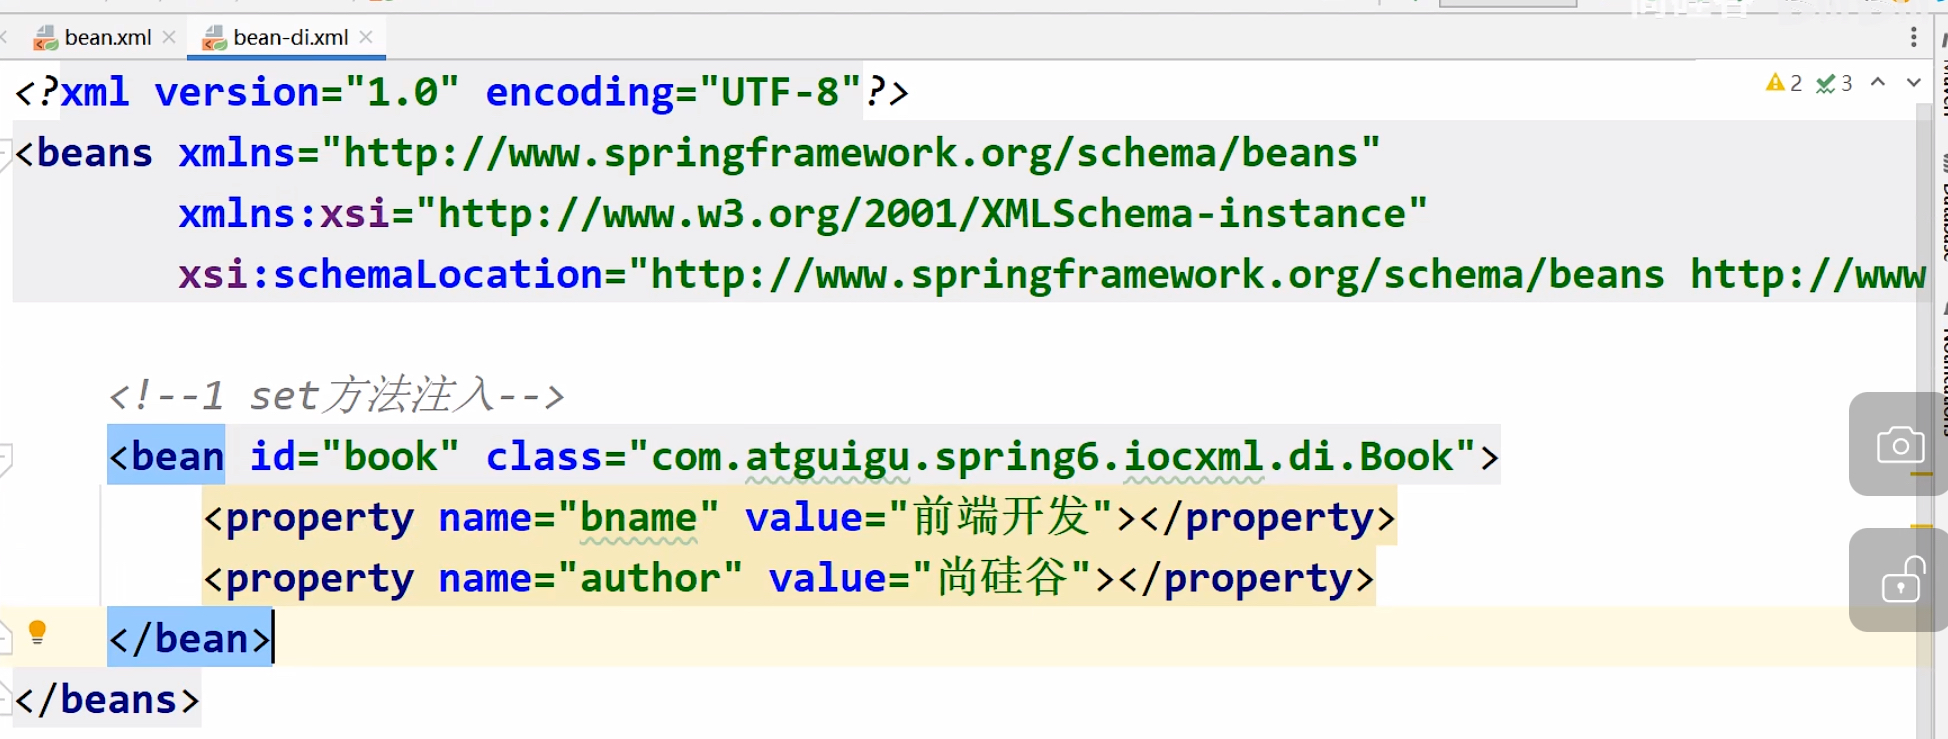 bean.xml bean-di.xml
2 3
<?xml version="1.0" encoding="UTF-8"?>
<beans xmlns="http://www.springframework.org/schema/beans"
xmlns:xsi="http://www.w3.org/2001/XMLSchema-instance"
xsi:schemaLocation="http://www.springframework.org/schema/beans http://www
<!--1 set方法注入-->
<bean id="book" class="com.atguigu.spring6.iocxml.di.Book">
<property name="bname" value="前端开发"></property>
<property name="author" value="尚硅谷"></property>
</bean>
</beans>